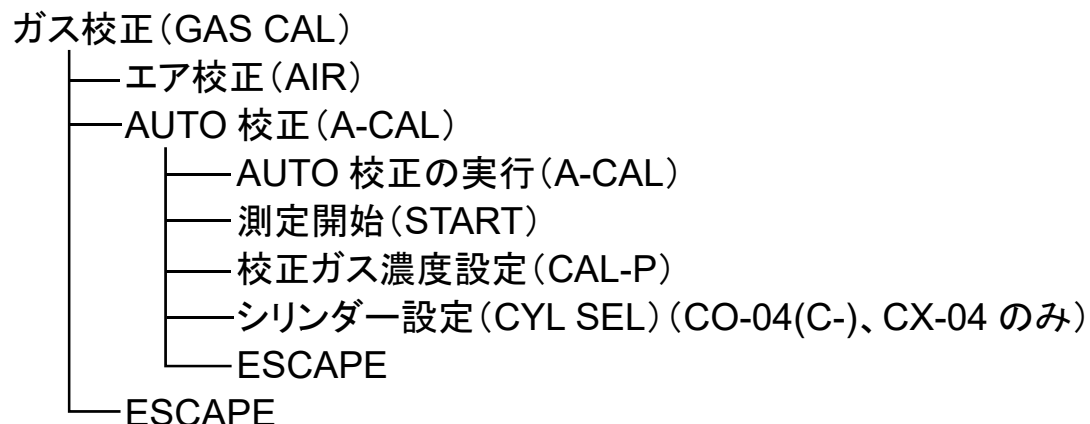 ガス校正(GAS CAL)
エア校正(AIR)
AUTO 校正(A-CAL)
AUTO 校正の実行(A-CAL)
測定開始(START)
校正ガス濃度設定(CAL-P)
シリンダー設定(CYL SEL)(CO-04(C-)、CX-04 のみ)
ESCAPE
ESCAPE